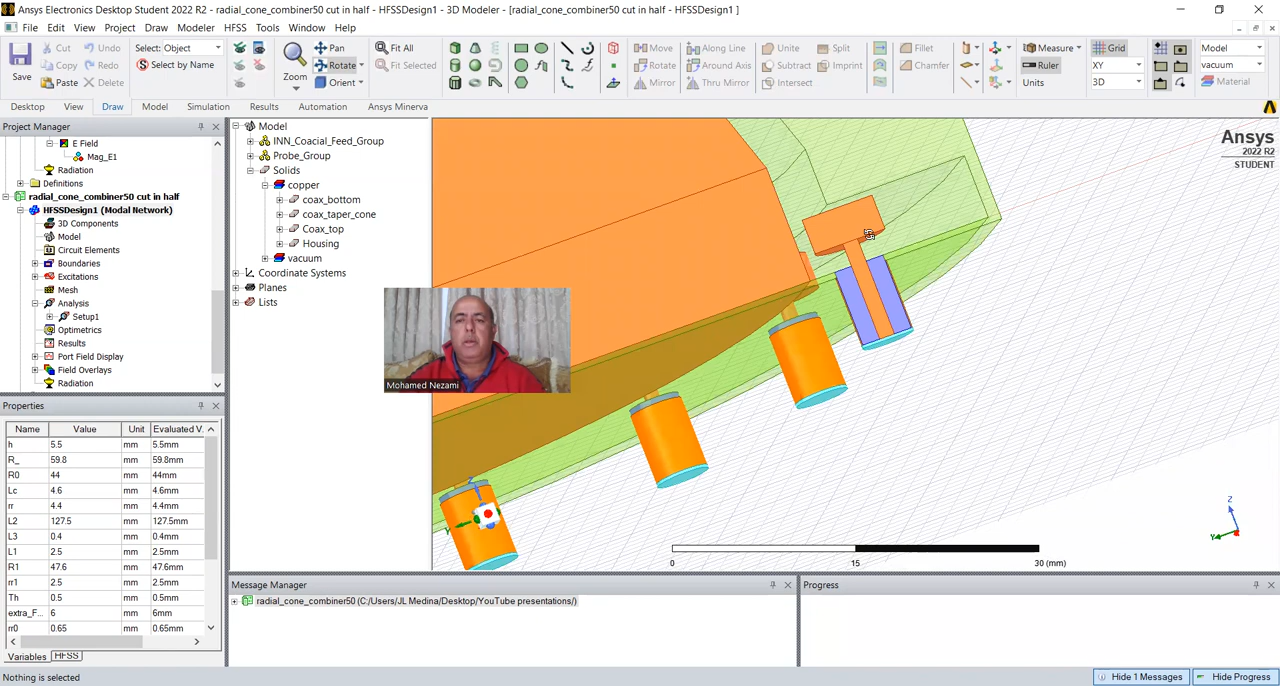 Ansys Electronics Desktop Student 2022 R2 - radial_cone_combiner50 cut in half - HFSSDesign1 - 3D Modeler - [radial_cone_combiner50 cut in half - HFSSDesign1 ]
File Edit View Project Draw Modeler HFSS Tools Window Help
Save
Cut Undo
Copy Redo
Paste Delete
Select: Object
Select by Name
Zoom
Pan
Rotate
Orient
Fit All
Fit Selected
Move Along Line
Rotate Around Axis
Mirror Thru Mirror
Unite Split
Subtract Imprint
Intersect
Fillet
Chamfer
Measure
Ruler
Units
Grid
XY
3D
Model
vacuum
Material
Desktop View Draw Model Simulation Results Automation Ansys Minerva
Project Manager
E Field
Mag_E1
Radiation
Definitions
radial_cone_combiner50 cut in half
HFSSDesign1 (Modal Network)
3D Components
Model
Circuit Elements
Boundaries
Excitations
Mesh
Analysis
Setup1
Optimetrics
Results
Port Field Display
Field Overlays
Radiation
Properties
Name Value Unit Evaluated V...
h 5.5 mm 5.5mm
R_ 59.8 mm 59.8mm
R0 44 mm 44mm
Lc 4.6 mm 4.6mm
rr 4.4 mm 4.4mm
L2 127.5 mm 127.5mm
L3 0.4 mm 0.4mm
L1 2.5 mm 2.5mm
R1 47.6 mm 47.6mm
rr1 2.5 mm 2.5mm
Th 0.5 mm 0.5mm
extra_F... 6 mm 6mm
rr0 0.65 mm 0.65mm
Variables HFSS
Model
INN_Coacial_Feed_Group
Probe_Group
Solids
copper
coax_bottom
coax_taper_cone
Coax_top
Housing
vacuum
Coordinate Systems
Planes
Lists
Mohamed Nezami
Ansys
2022 R2
STUDENT
Z
Y
Z
Y
0 15 30 (mm)
Message Manager
radial_cone_combiner50 (C:/Users/JL Medina/Desktop/YouTube presentations/)
Progress
Nothing is selected
Hide 1 Messages
Hide Progress